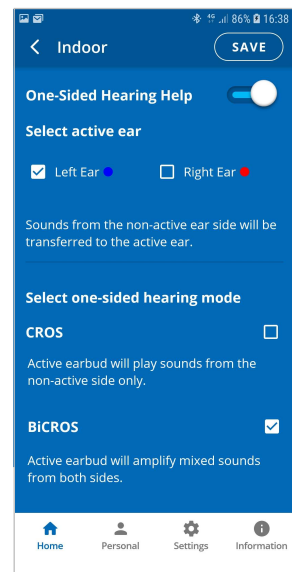 4G 86% 16:38
Indoor SAVE
One-Sided Hearing Help
Select active ear
Left Ear Right Ear
Sounds from the non-active ear side will be
transferred to the active ear.
Select one-sided hearing mode
CROS
Active earbud will play sounds from the
non-active side only.
BiCROS
Active earbud will amplify mixed sounds
from both sides.
Home Personal Settings Information